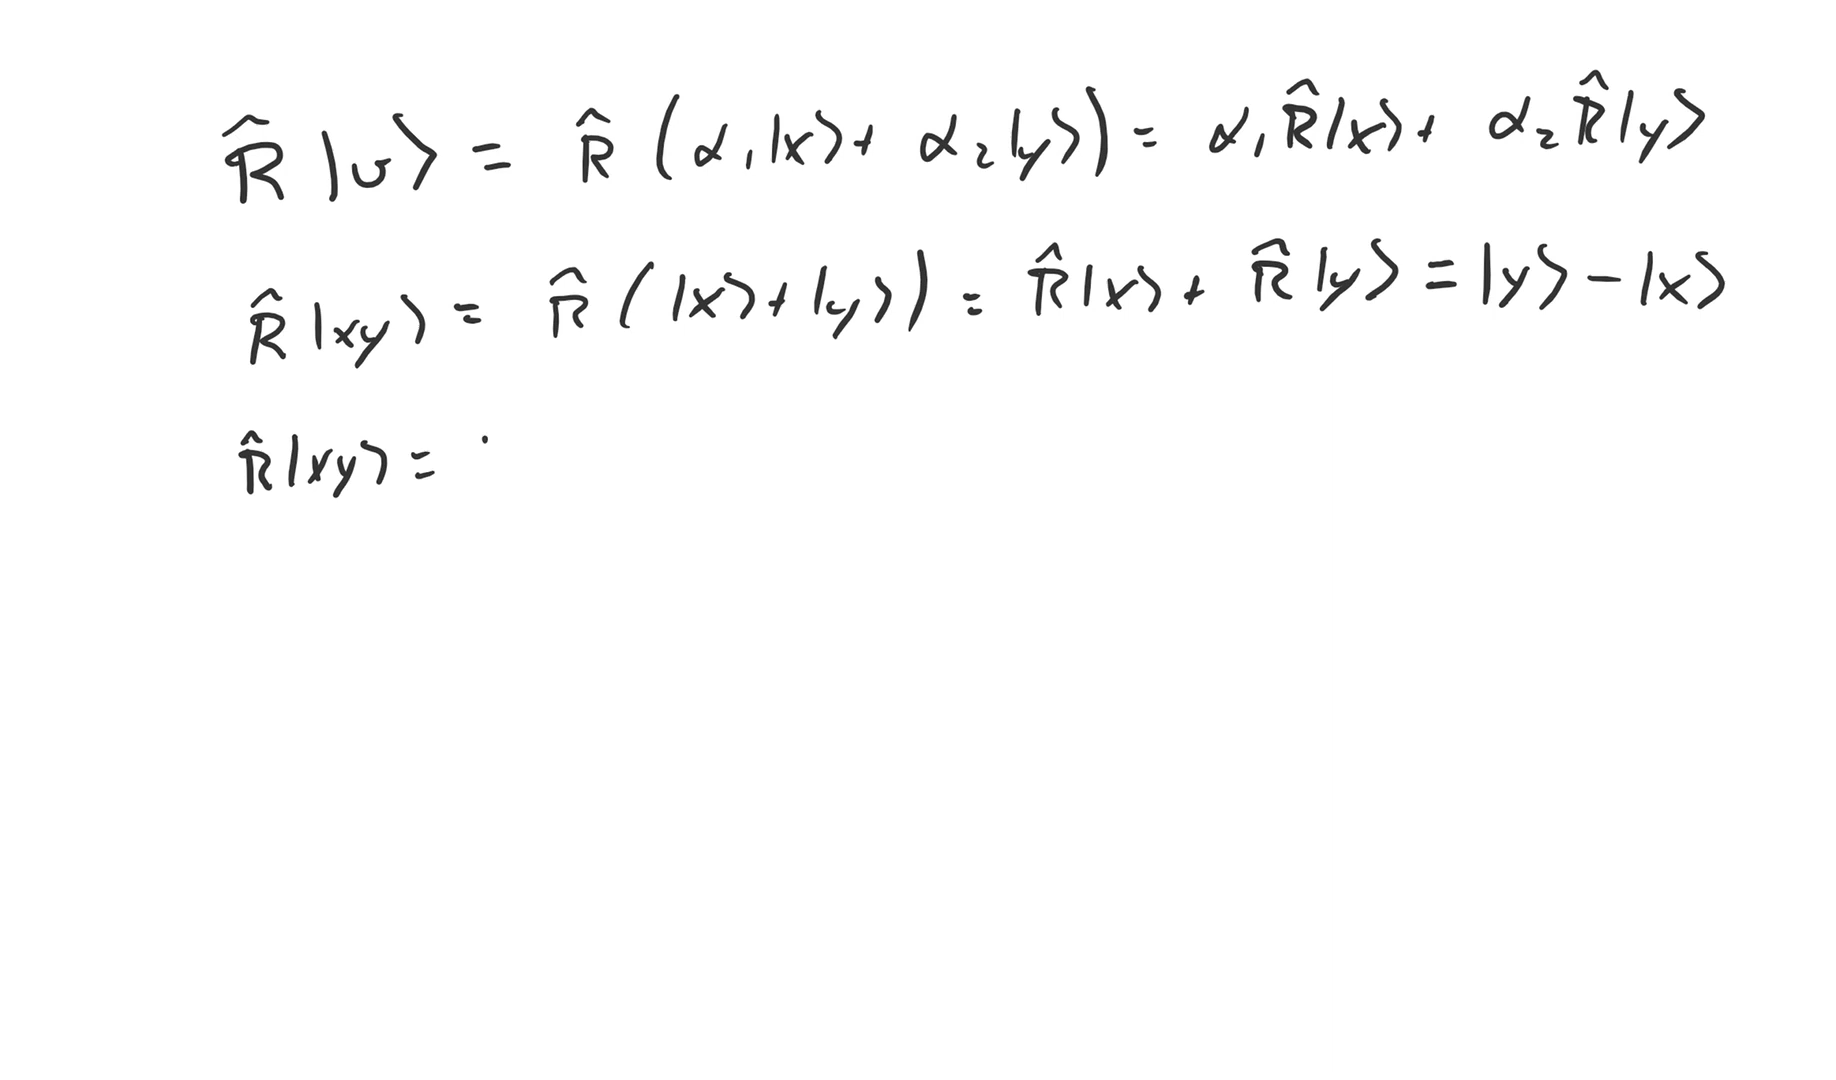 R̂ |v⟩ = R̂ (α₁|x⟩ + α₂|y⟩) = α₁R̂|x⟩ + α₂R̂|y⟩
R̂ |xy⟩ = R̂ (|x⟩ + |y⟩) = R̂|x⟩ + R̂|y⟩ = |y⟩ - |x⟩
R̂|xy⟩ =